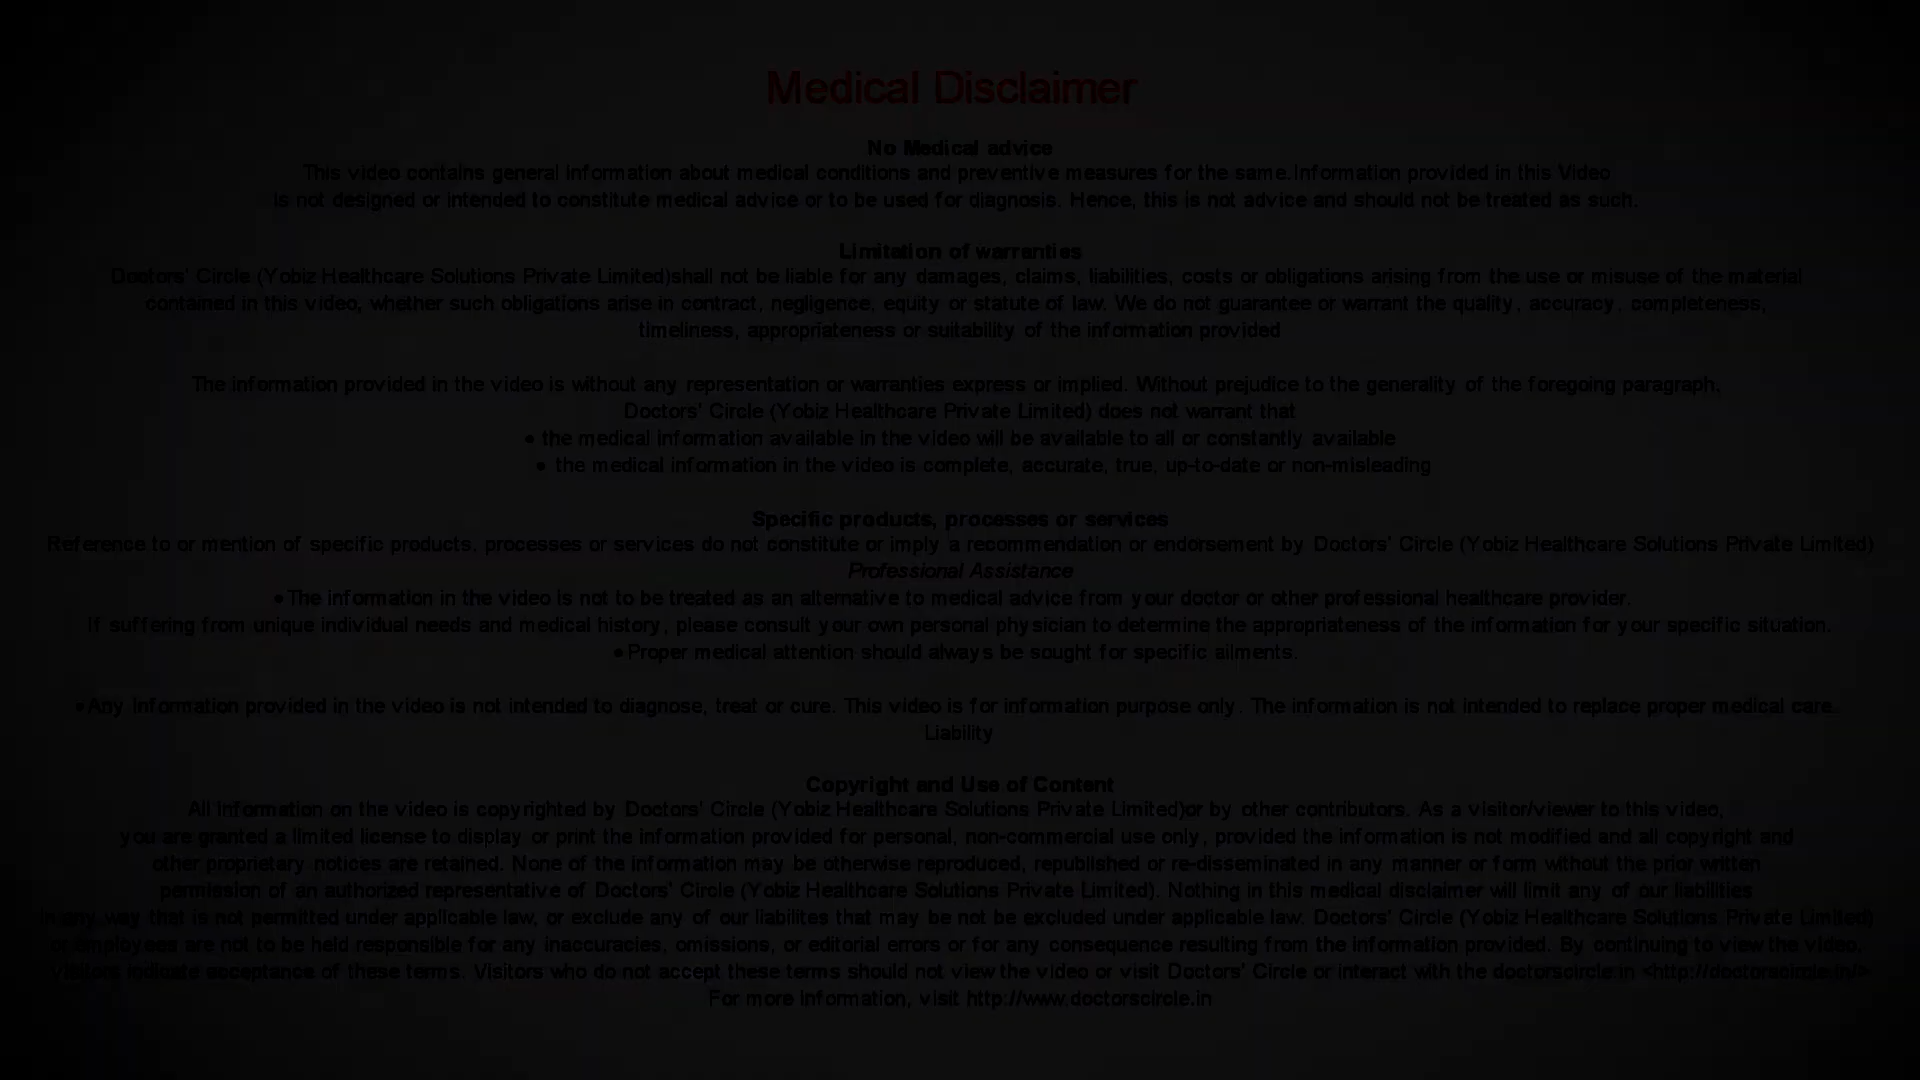 Medical Disclaimer
No Medical advice
This video contains general information about medical conditions and preventive measures for the same.Information provided in this Video
is not designed or intended to constitute medical advice or to be used for diagnosis. Hence, this is not advice and should not be treated as such.
Limitation of warranties
Doctors' Circle (Yobiz Healthcare Solutions Private Limited)shall not be liable for any damages, claims, liabilities, costs or obligations arising from the use or misuse of the material
contained in this video, whether such obligations arise in contract, negligence, equity or statute of law. We do not guarantee or warrant the quality, accuracy, completeness,
timeliness, appropriateness or suitability of the information provided
The information provided in the video is without any representation or warranties express or implied. Without prejudice to the generality of the foregoing paragraph,
Doctors' Circle (Yobiz Healthcare Private Limited) does not warrant that
• the medical information available in the video will be available to all or constantly available
• the medical information in the video is complete, accurate, true, up-to-date or non-misleading
Specific products, processes or services
Reference to or mention of specific products, processes or services do not constitute or imply a recommendation or endorsement by Doctors' Circle (Yobiz Healthcare Solutions Private Limited)
Professional Assistance
•The information in the video is not to be treated as an alternative to medical advice from your doctor or other professional healthcare provider.
If suffering from unique individual needs and medical history, please consult your own personal physician to determine the appropriateness of the information for your specific situation.
•Proper medical attention should always be sought for specific ailments.
•Any Information provided in the video is not intended to diagnose, treat or cure. This video is for information purpose only. The information is not intended to replace proper medical care.
Liability
Copyright and Use of Content
All information on the video is copyrighted by Doctors' Circle (Yobiz Healthcare Solutions Private Limited)or by other contributors. As a visitor/viewer to this video,
you are granted a limited license to display or print the information provided for personal, non-commercial use only, provided the information is not modified and all copyright and
other proprietary notices are retained. None of the information may be otherwise reproduced, republished or re-disseminated in any manner or form without the prior written
permission of an authorized representative of Doctors' Circle (Yobiz Healthcare Solutions Private Limited). Nothing in this medical disclaimer will limit any of our liabilities
in any way that is not permitted under applicable law, or exclude any of our liabilites that may be not be excluded under applicable law. Doctors' Circle (Yobiz Healthcare Solutions Private Limited)
or employees are not to be held responsible for any inaccuracies, omissions, or editorial errors or for any consequence resulting from the information provided. By continuing to view the video,
visitors indicate acceptance of these terms. Visitors who do not accept these terms should not view the video or visit Doctors' Circle or interact with the doctorscircle.in <http://doctorscircle.in/>
For more information, visit http://www.doctorscircle.in